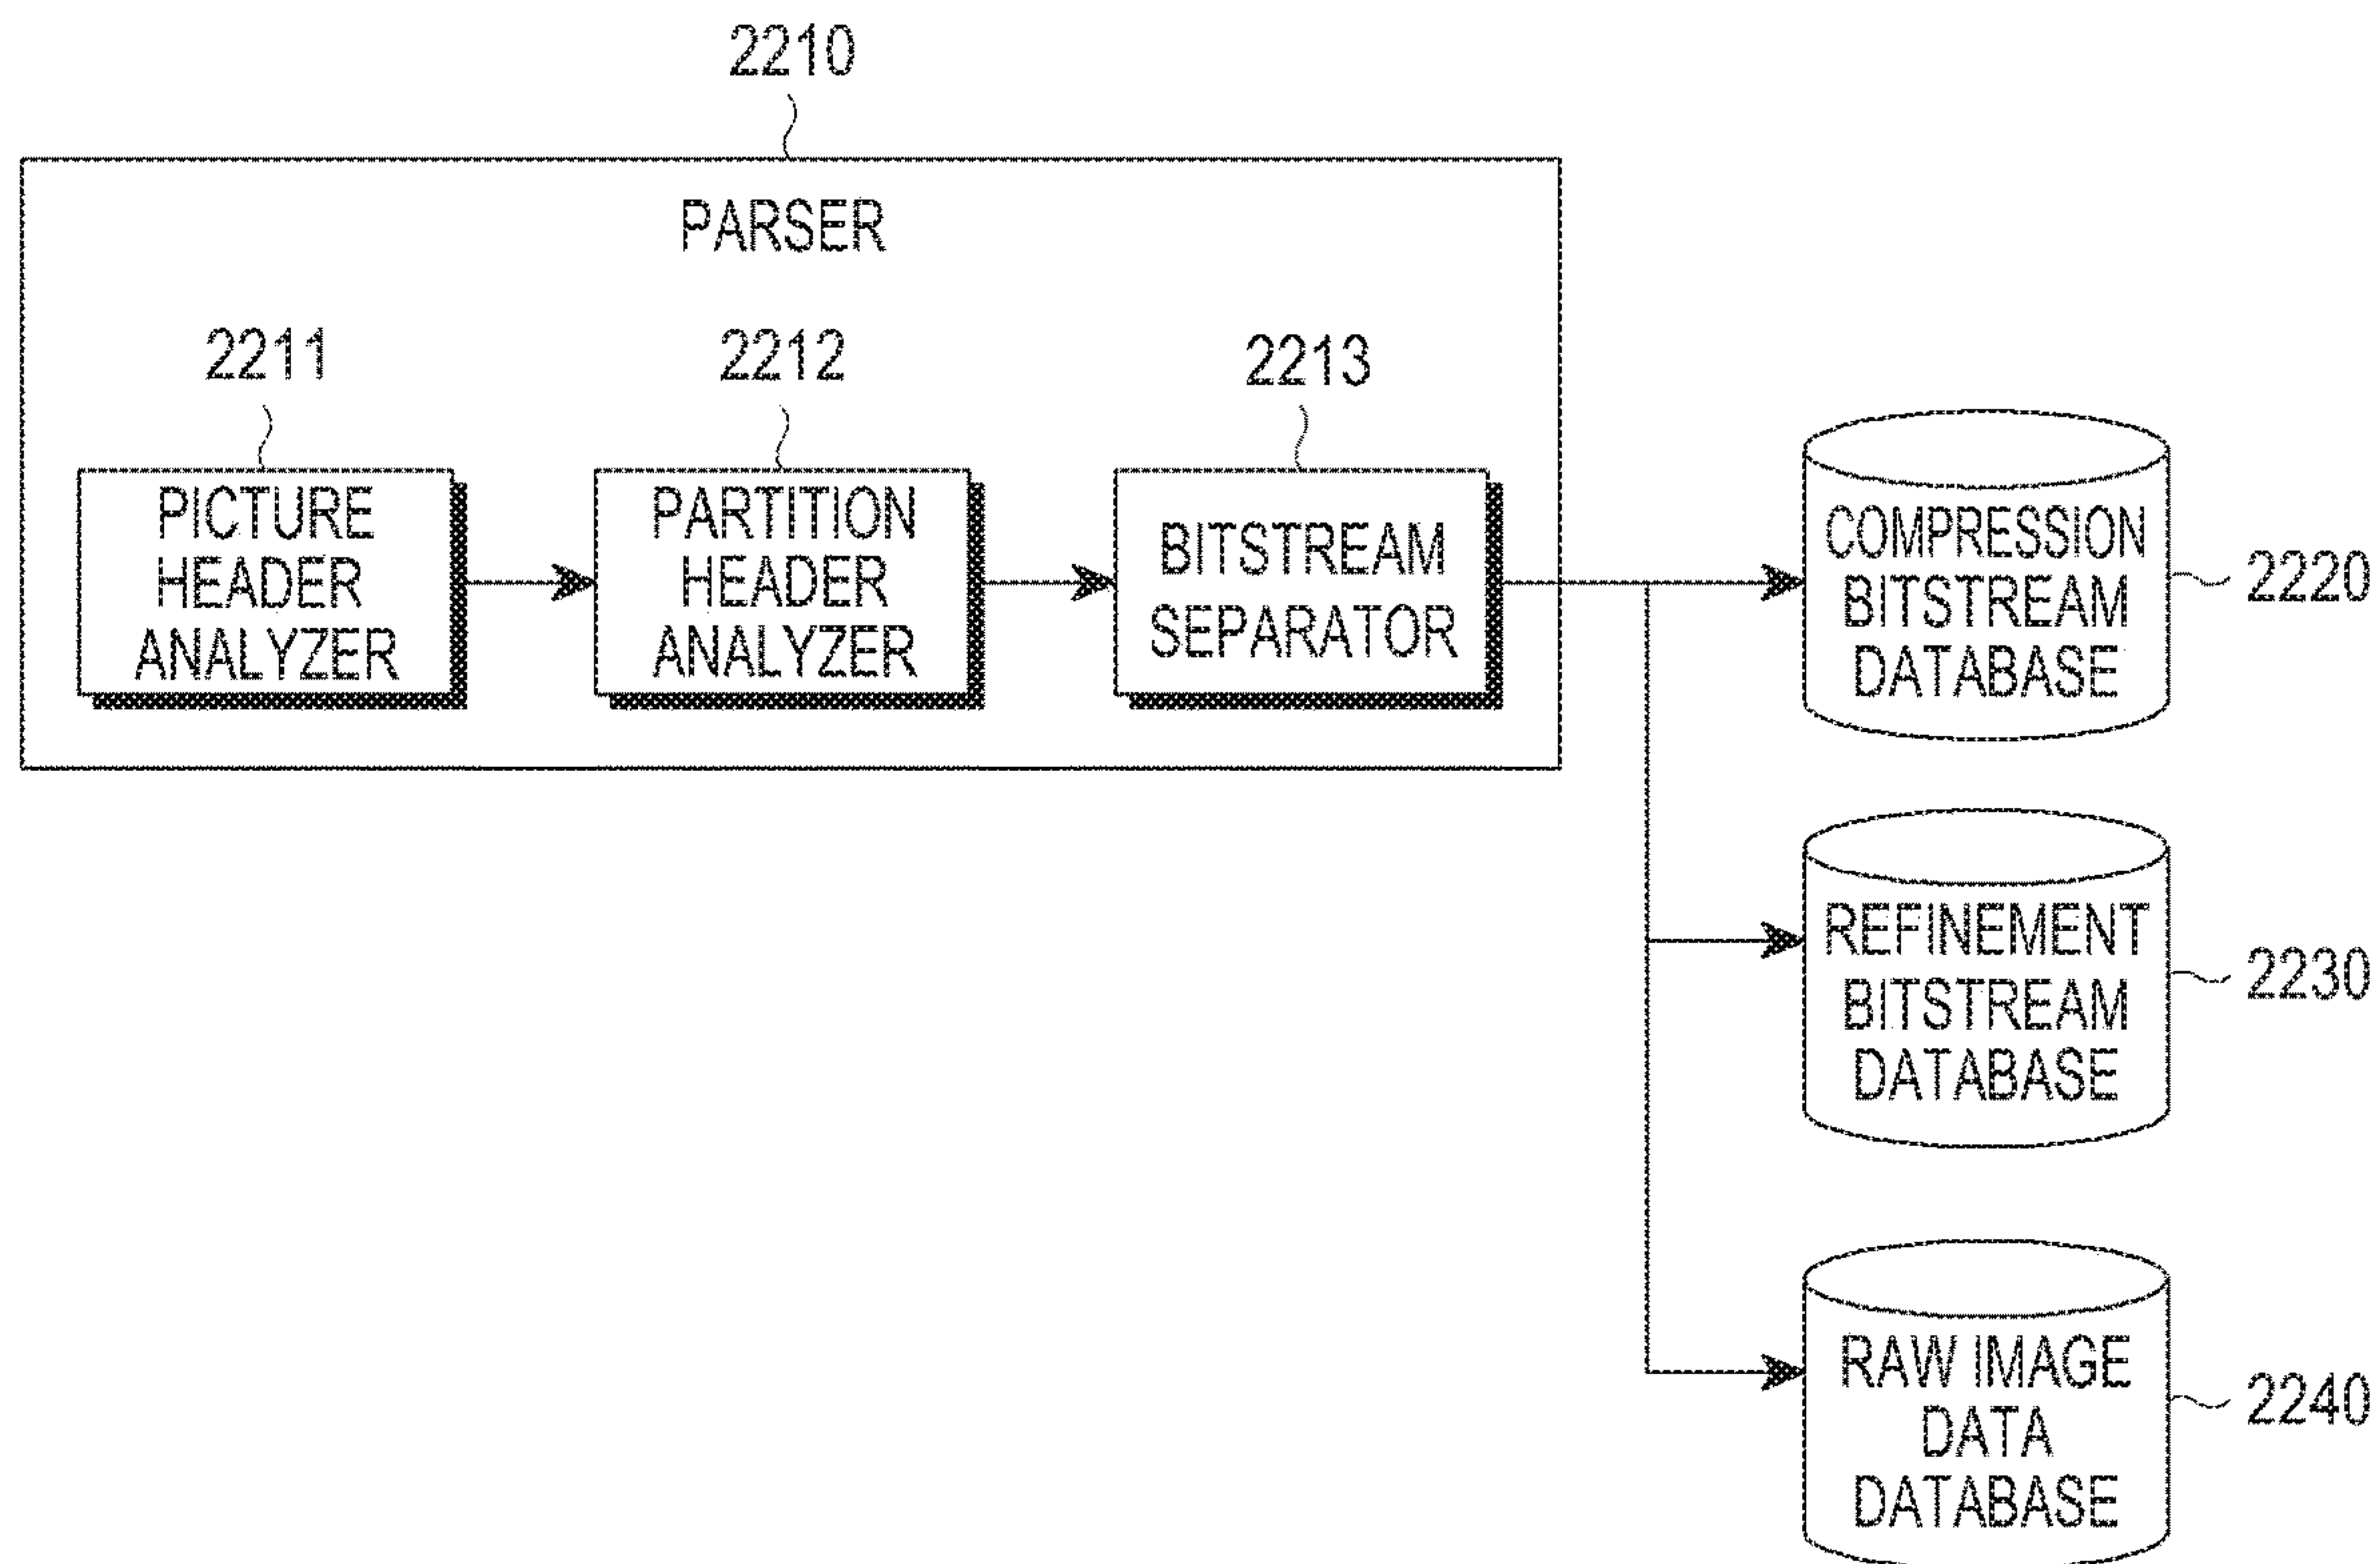 2210
PARSER
2211
2212
2213
PICTURE
HEADER
ANALYZER
PARTITION
HEADER
ANALYZER
BITSTREAM
SEPARATOR
COMPRESSION
BITSTREAM
DATABASE
2220
REFINEMENT
BITSTREAM
DATABASE
2230
RAW IMAGE
DATA
DATABASE
2240